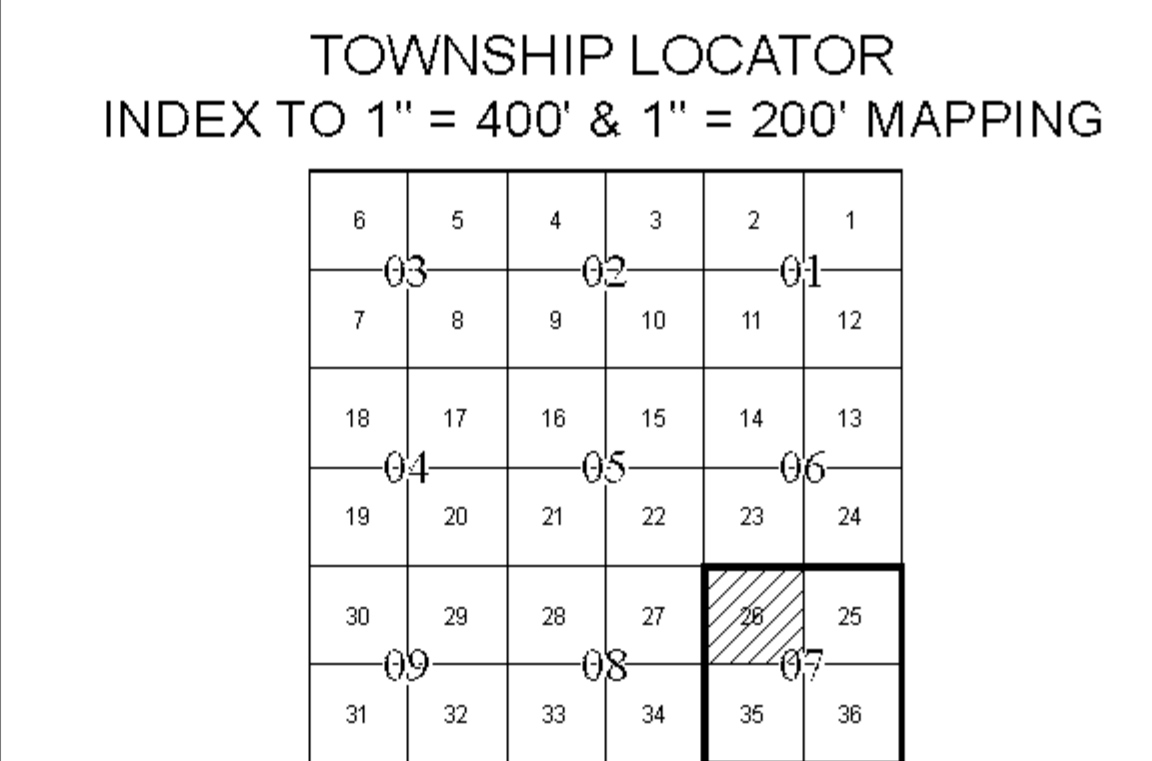 TOWNSHIP LOCATOR
INDEX TO 1" = 400' & 1" = 200' MAPPING
6 5 4 3 2 1
03 02 01
7 8 9 10 11 12
18 17 16 15 14 13
04 05 06
19 20 21 22 23 24
30 29 28 27 26 25
09 08 07
31 32 33 34 35 36